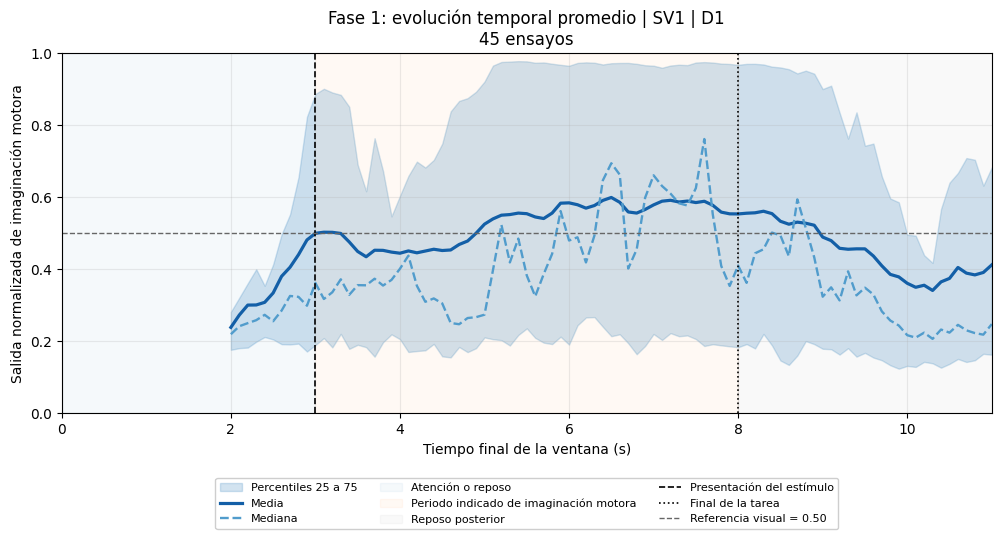 Fase 1: evolución temporal promedio | SV1 | D1
45 ensayos
Salida normalizada de imaginación motora
1.0
0.8
0.6
0.4
0.2
0.0
0
2
4
6
8
10
Tiempo final de la ventana (s)
Percentiles 25 a 75
Media
Mediana
Atención o reposo
Periodo indicado de imaginación motora
Reposo posterior
Presentación del estímulo
Final de la tarea
Referencia visual = 0.50